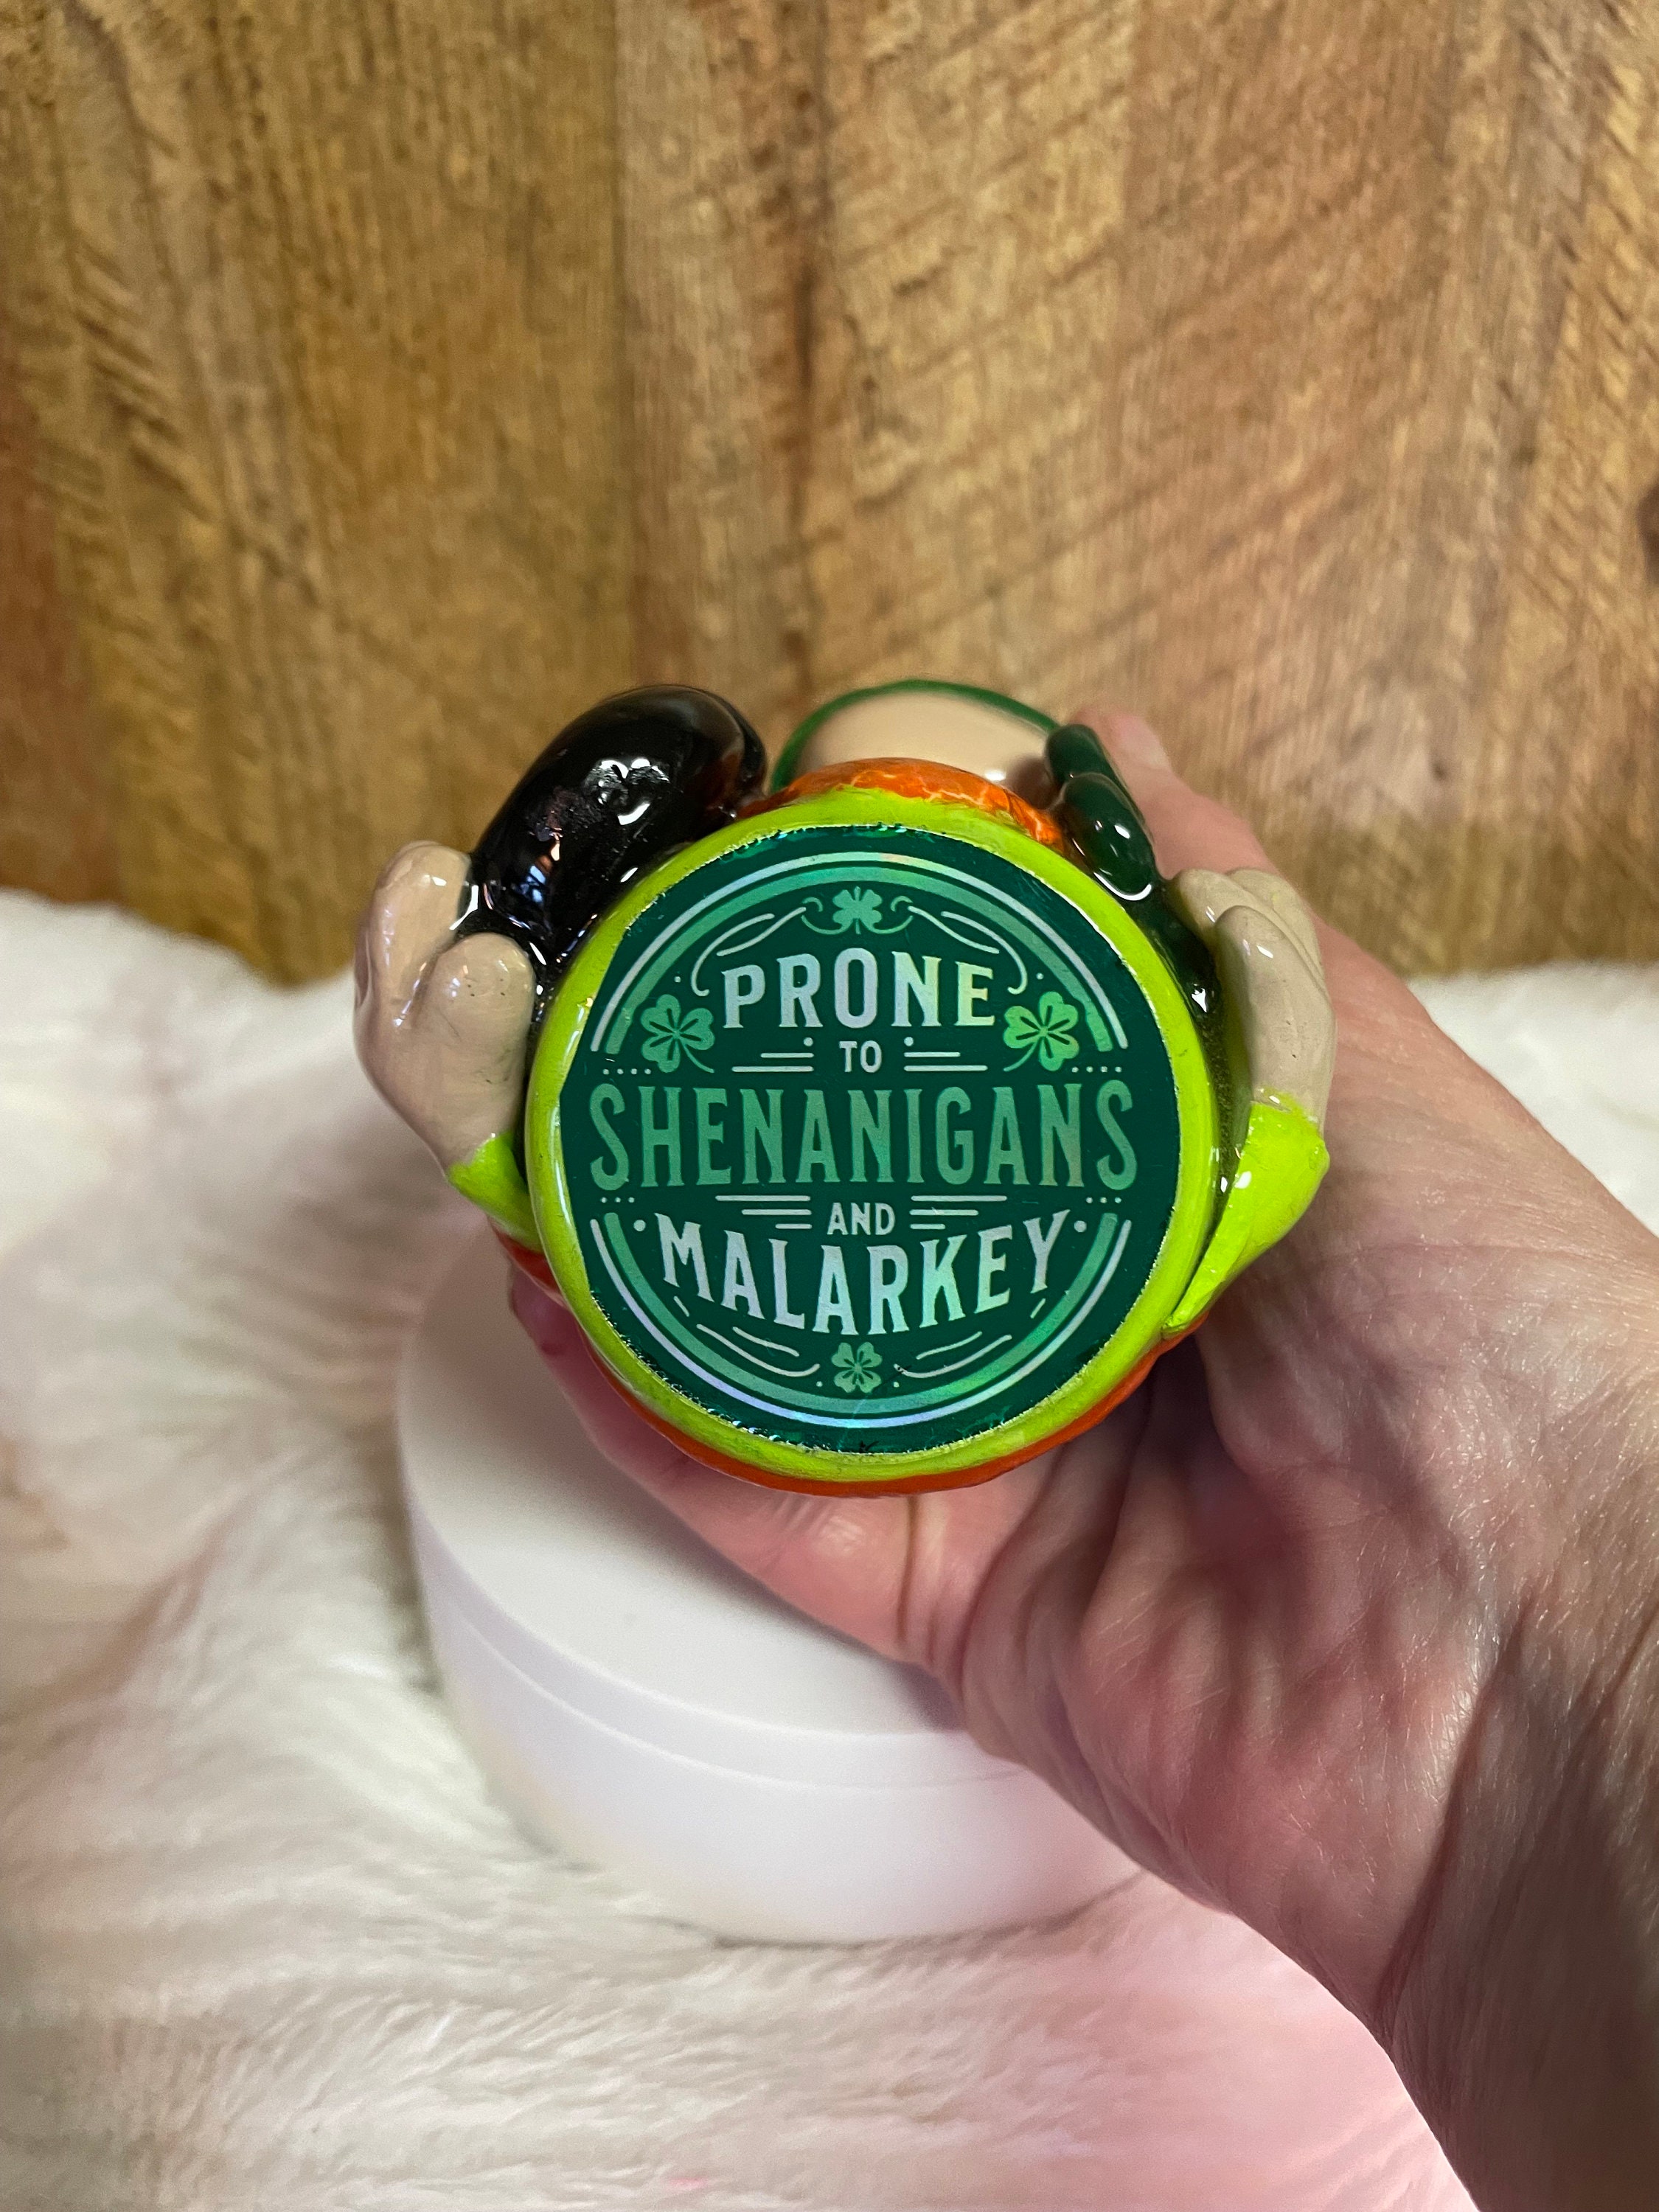 PRONE
TO
SHENANIGANS
AND
MALARKEY